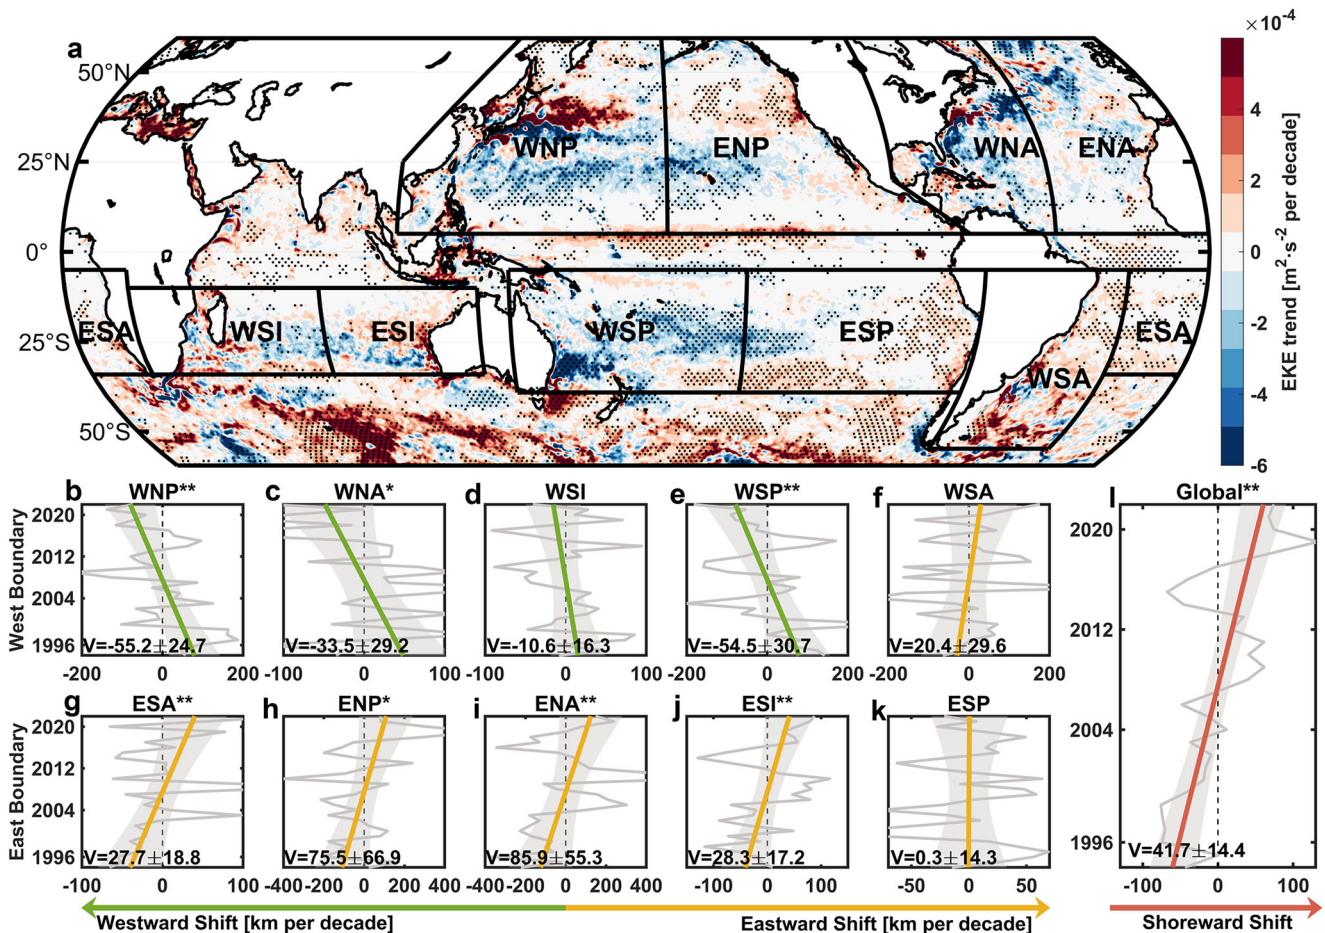 a
×10⁻⁴
50°N
25°N
0°
25°S
50°S
WNP
ENP
WNA
ENA
ESA
WSI
ESI
WSP
ESP
ESA
WSA
4
2
0
-2
-4
-6
EKE trend [m²·s⁻² per decade]
b WNP**
c WNA*
d WSI
e WSP**
f WSA
l Global**
West Boundary
2020
2012
2004
1996
V=-55.2±24.7
V=-33.5±29.2
V=-10.6±16.3
V=-54.5±30.7
V=20.4±29.6
-200 0 200
-100 0 100
-100 0 100
-200 0 200
-200 0 200
g ESA**
h ENP*
i ENA**
j ESI**
k ESP
East Boundary
2020
2012
2004
1996
V=27.7±18.8
V=75.5±66.9
V=85.9±55.3
V=28.3±17.2
V=0.3±14.3
-100 0 100
-400 -200 0 200 400
-400 -200 0 200 400
-100 0 100
-50 0 50
2020
2012
2004
1996
V=41.7±14.4
-100 0 100
Westward Shift [km per decade]
Eastward Shift [km per decade]
Shoreward Shift